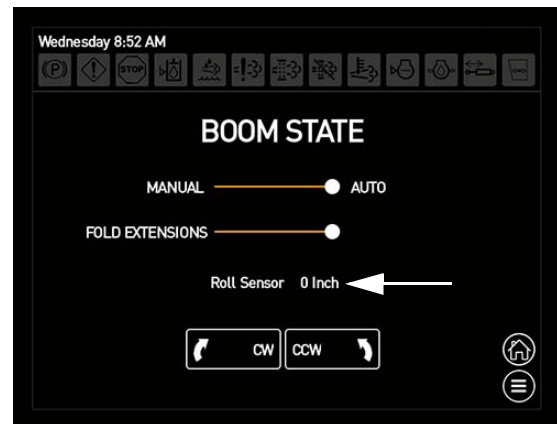 Wednesday 8:52 AM
(P) STOP
BOOM STATE
MANUAL AUTO
FOLD EXTENSIONS
Roll Sensor 0 Inch
CW CCW